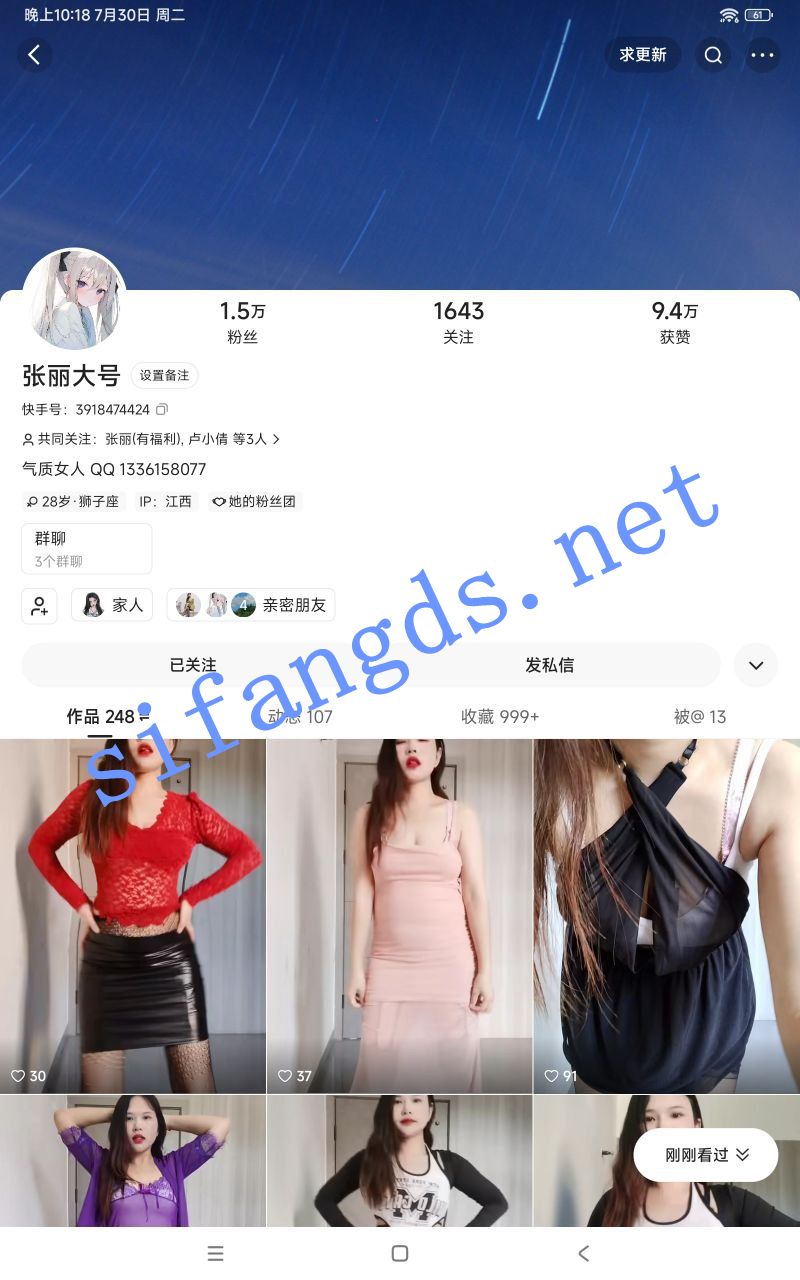 晚上10:18 7月30日 周二
61
求更新
1.5万
粉丝
1643
关注
9.4万
获赞
张丽大号
设置备注
快手号：3918474424
共同关注：张丽(有福利), 卢小倩 等3人
气质女人 QQ 1336158077
28岁·狮子座
IP：江西
她的粉丝团
群聊
3个群聊
家人
4
亲密朋友
已关注
发私信
sifangds.net
作品 248
动态 107
收藏 999+
被@ 13
30
37
91
刚刚看过